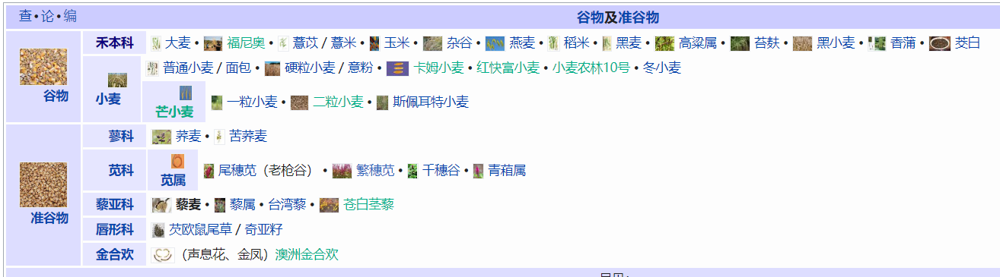 查•论•编 谷物及准谷物
谷物 禾本科 大麦 • 福尼奥 • 薏苡 / 薏米 • 玉米 • 杂谷 • 燕麦 • 稻米 • 黑麦 • 高粱属 • 苔麸 • 黑小麦 • 香蒲 • 茭白
小麦 普通小麦 / 面包 • 硬粒小麦 / 意粉 • 卡姆小麦 • 红快富小麦 • 小麦农林10号 • 冬小麦
芒小麦 一粒小麦 • 二粒小麦 • 斯佩耳特小麦
准谷物 蓼科 荞麦 • 苦荞麦
苋科 苋属 尾穗苋（老枪谷） • 繁穗苋 • 千穗谷 • 青葙属
藜亚科 藜麦 • 藜属 • 台湾藜 • 苍白茎藜
唇形科 芡欧鼠尾草 / 奇亚籽
金合欢 （声息花、金凤）澳洲金合欢